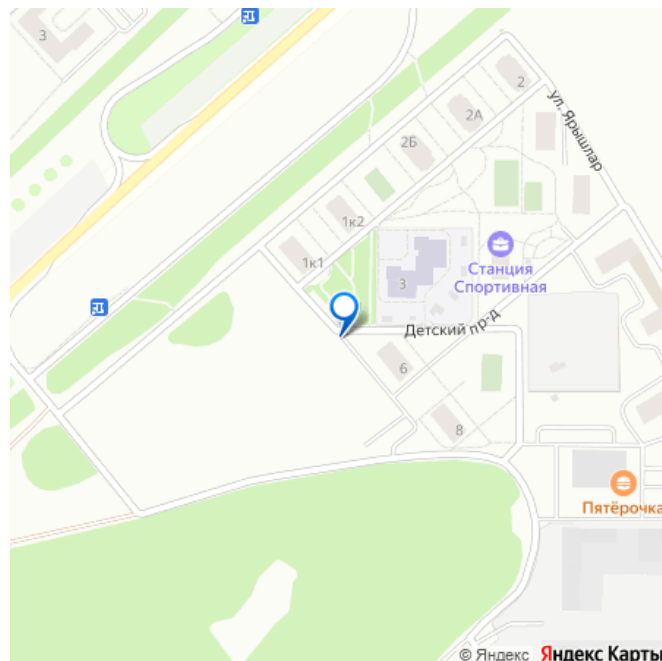 3
2
ул. Ярышлар
2А
2Б
1к2
1к1
Станция
Спортивная
3
Детский пр-д
6
8
Пятёрочка
© Яндекс Яндекс Карты